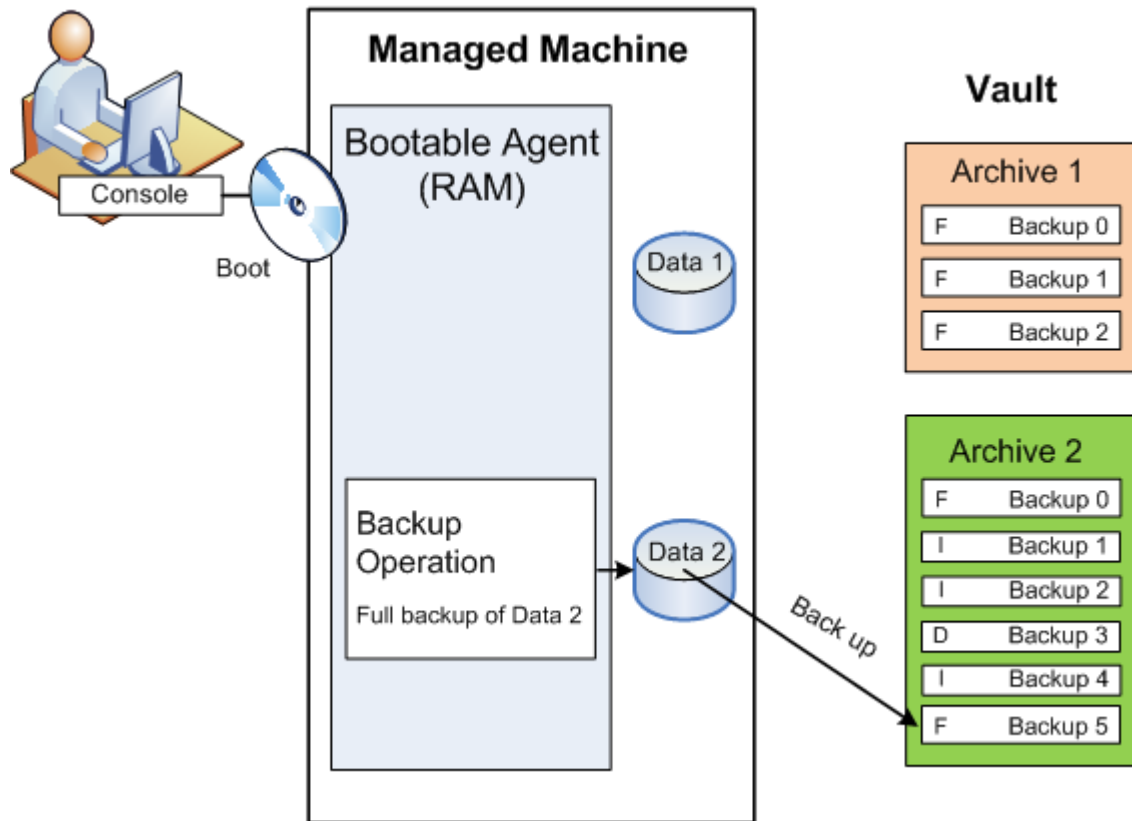 Managed Machine
Vault
Console
Boot
Bootable Agent
(RAM)
Data 1
Backup
Operation
Full backup of Data 2
Data 2
Back up
Archive 1
F Backup 0
F Backup 1
F Backup 2
Archive 2
F Backup 0
I Backup 1
I Backup 2
D Backup 3
I Backup 4
F Backup 5